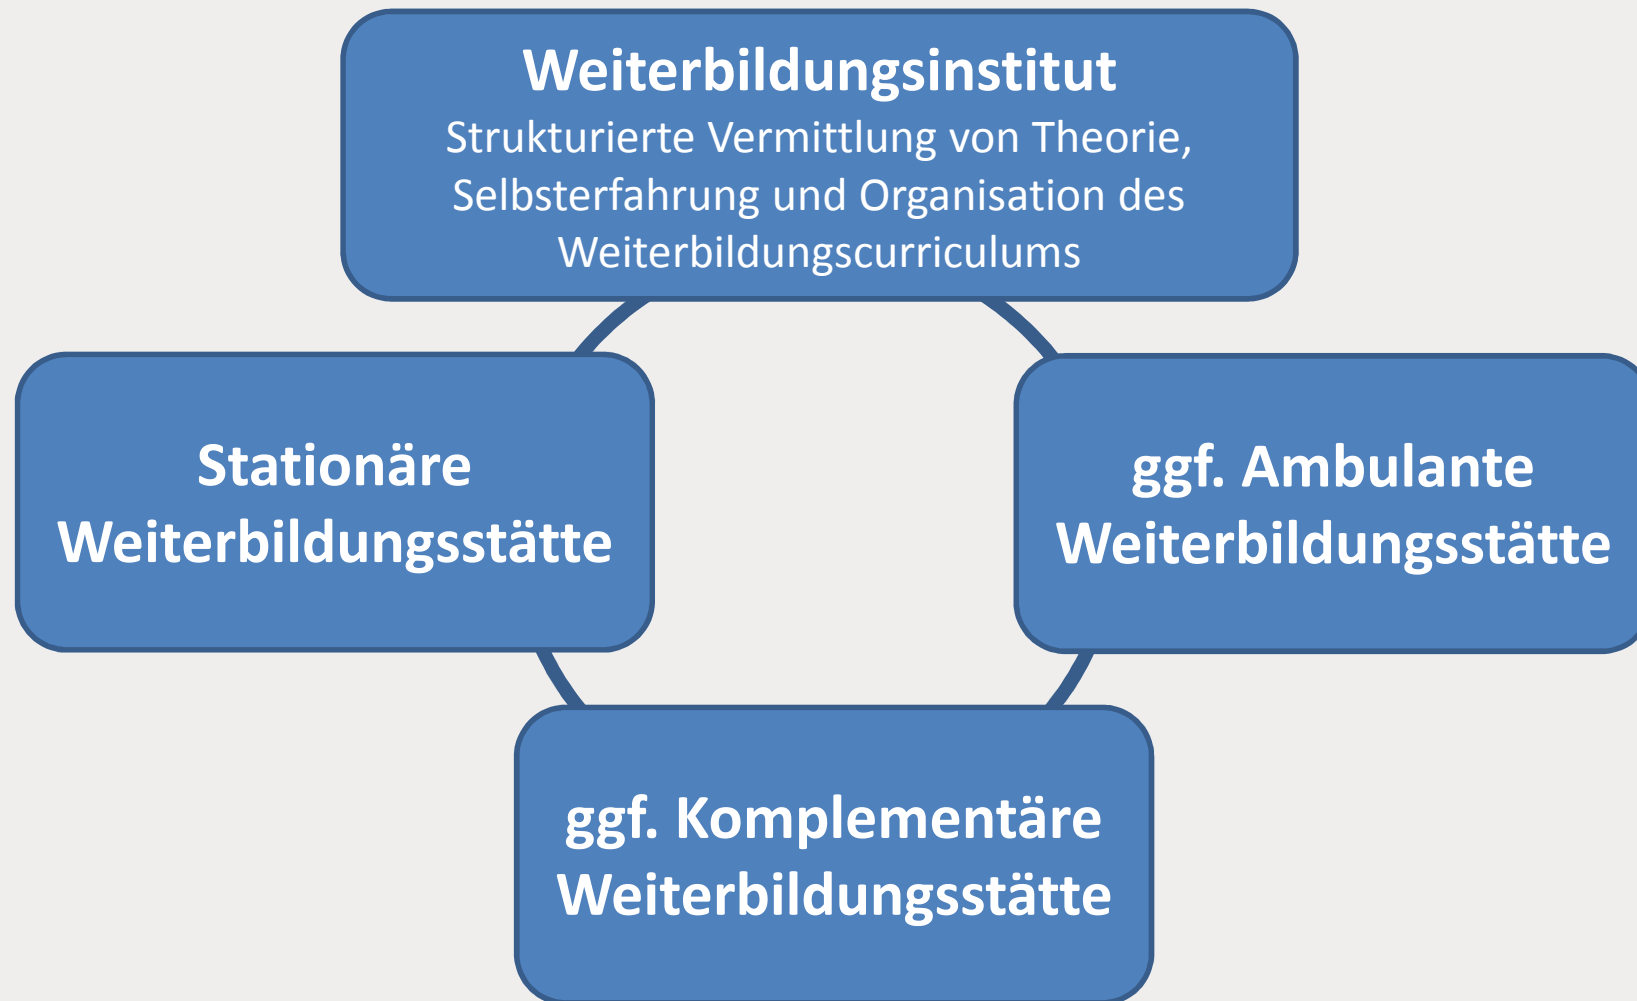 Weiterbildungsinstitut
Strukturierte Vermittlung von Theorie,
Selbsterfahrung und Organisation des
Weiterbildungscurriculums
Stationäre
Weiterbildungsstätte
ggf. Ambulante
Weiterbildungsstätte
ggf. Komplementäre
Weiterbildungsstätte